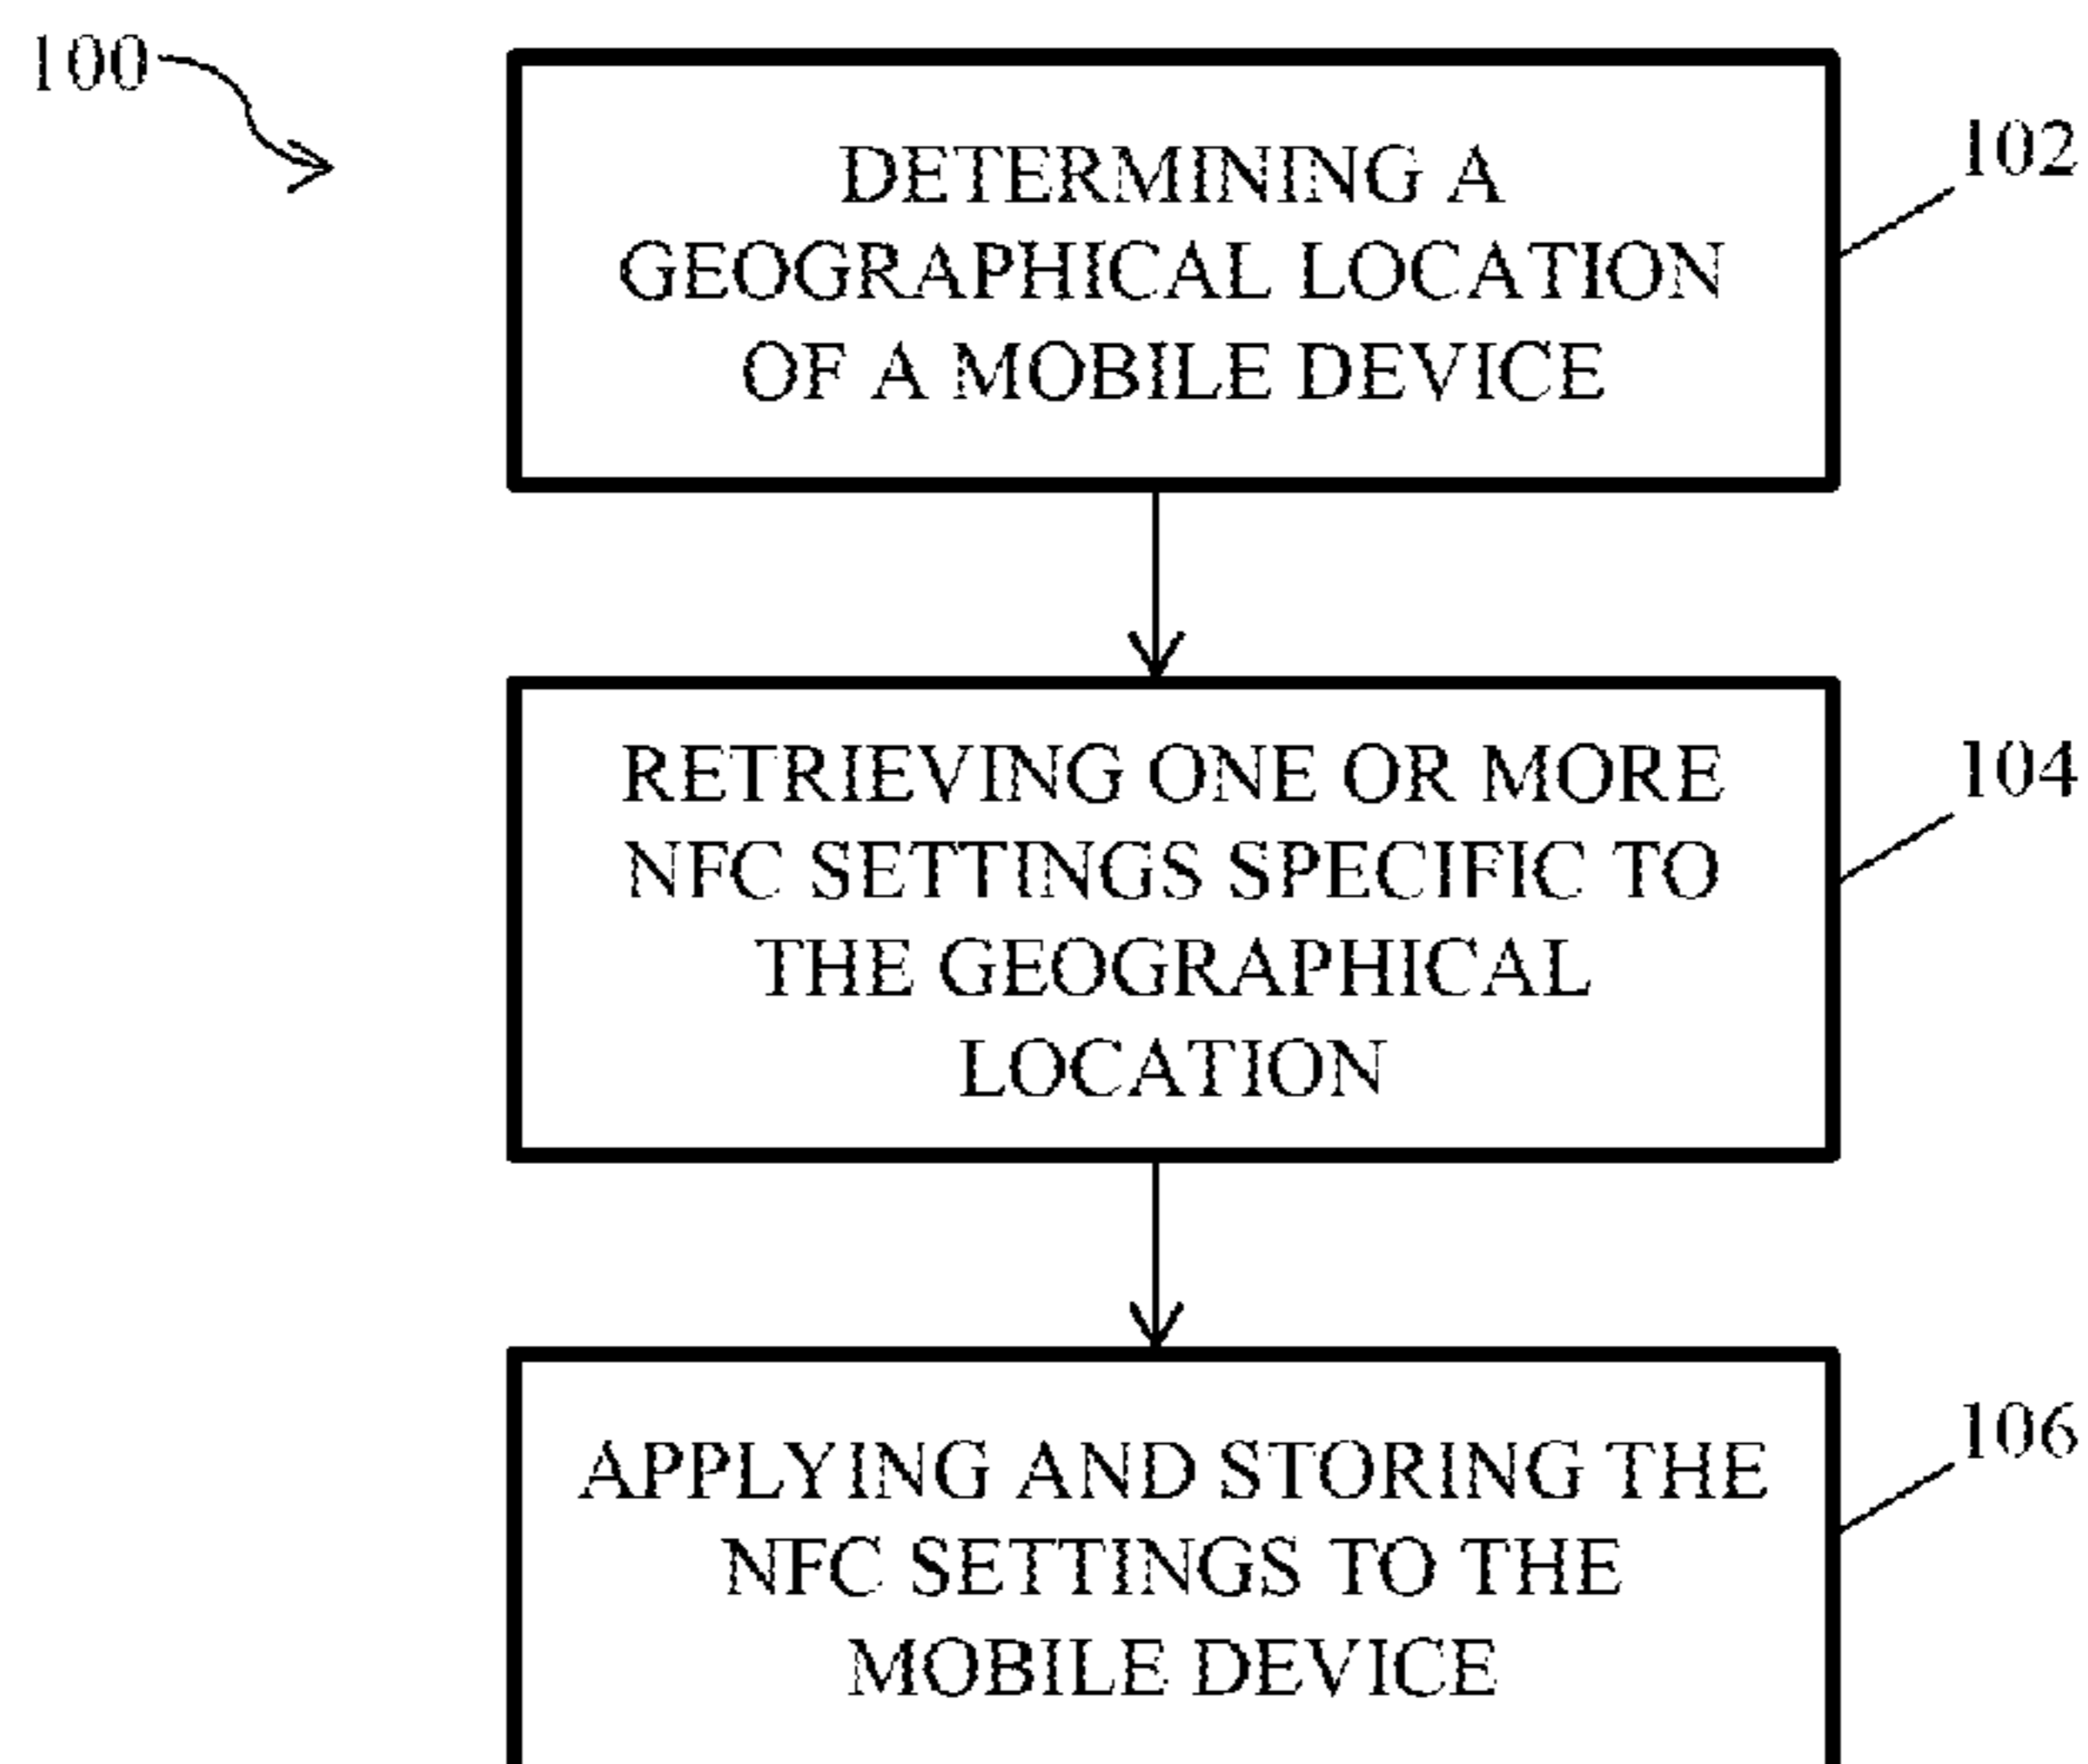 100
DETERMINING A
GEOGRAPHICAL LOCATION
OF A MOBILE DEVICE
102
RETRIEVING ONE OR MORE
NFC SETTINGS SPECIFIC TO
THE GEOGRAPHICAL
LOCATION
104
APPLYING AND STORING THE
NFC SETTINGS TO THE
MOBILE DEVICE
106